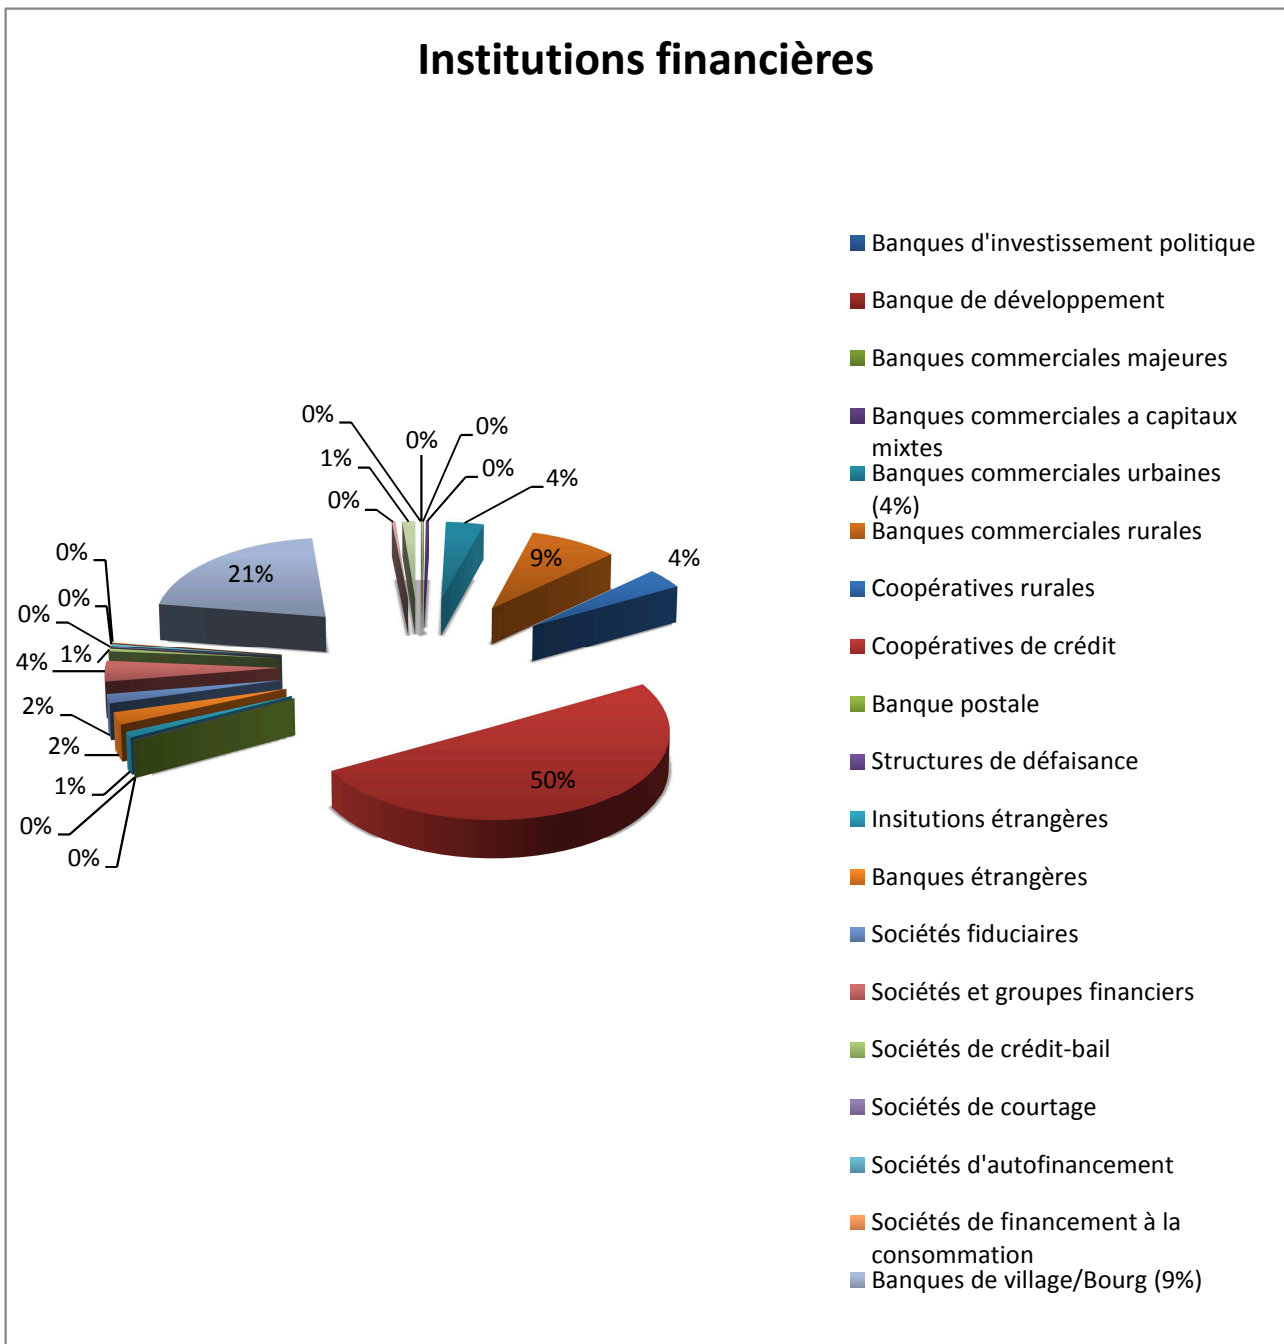 Institutions financières
0%
0%
0%
1%
0%
4%
0%
9%
4%
0%
21%
0%
0%
1%
4%
2%
2%
50%
1%
0%
0%
Banques d'investissement politique
Banque de développement
Banques commerciales majeures
Banques commerciales a capitaux
mixtes
Banques commerciales urbaines
(4%)
Banques commerciales rurales
Coopératives rurales
Coopératives de crédit
Banque postale
Structures de défaisance
Insitutions étrangères
Banques étrangères
Sociétés fiduciaires
Sociétés et groupes financiers
Sociétés de crédit-bail
Sociétés de courtage
Sociétés d'autofinancement
Sociétés de financement à la
consommation
Banques de village/Bourg (9%)